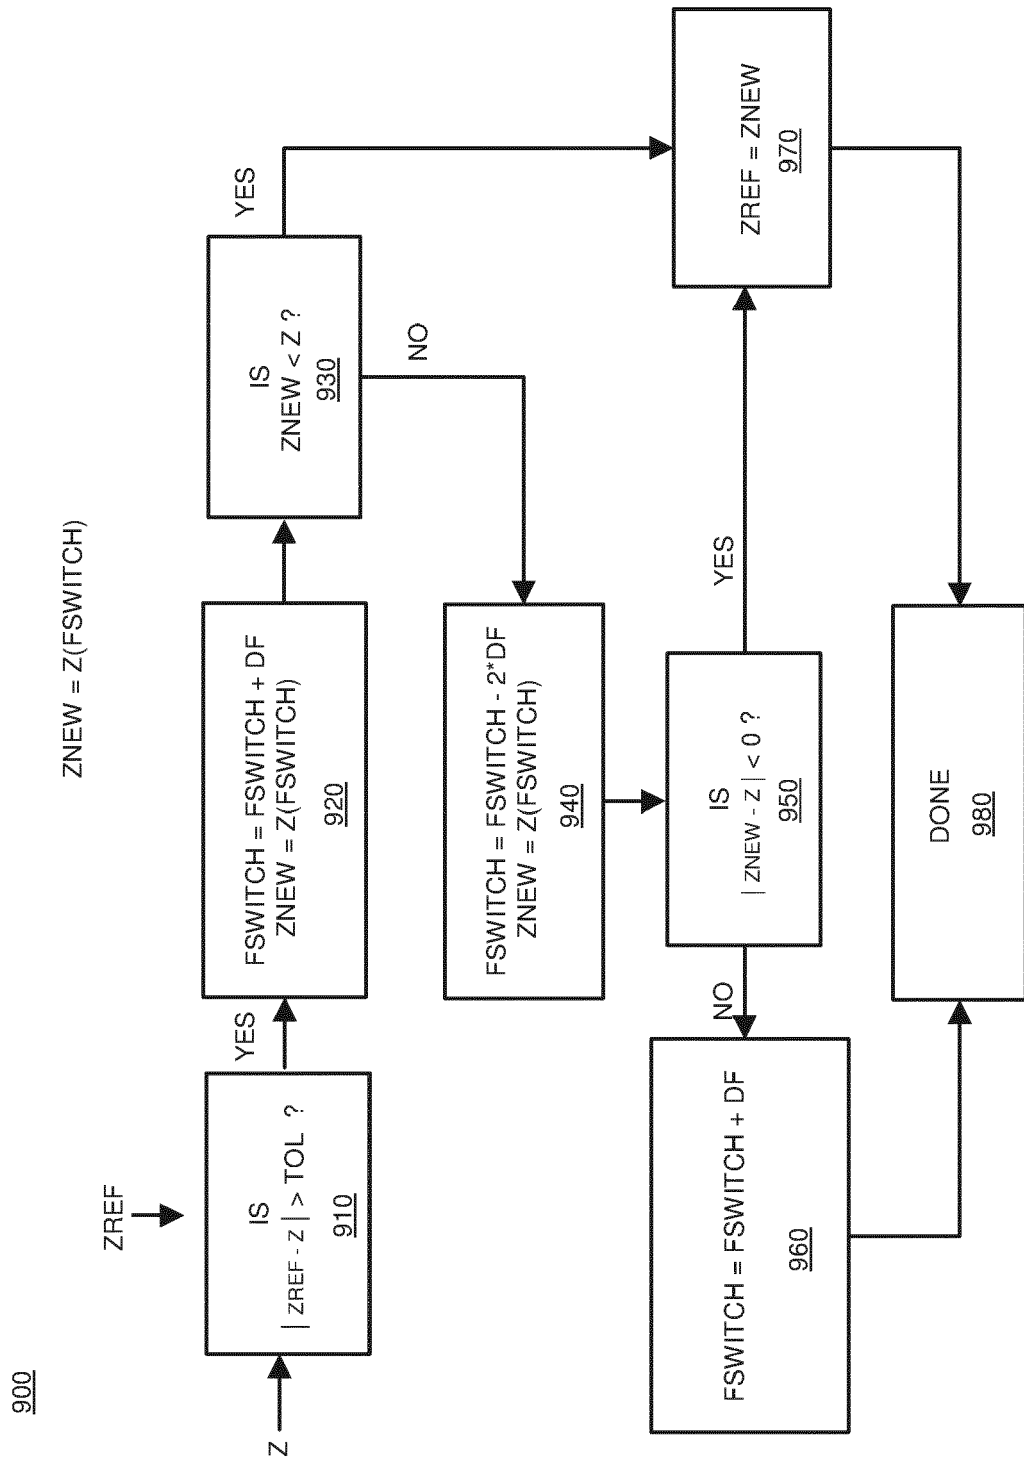 900
ZNEW = Z(FSWITCH)
ZREF
Z
IS
| ZREF - Z | > TOL ?
910
YES
FSWITCH = FSWITCH + DF
ZNEW = Z(FSWITCH)
920
IS
ZNEW < Z ?
930
YES
NO
FSWITCH = FSWITCH - 2*DF
ZNEW = Z(FSWITCH)
940
IS
| ZNEW - Z | < 0 ?
950
NO
YES
FSWITCH = FSWITCH + DF
960
ZREF = ZNEW
970
DONE
980